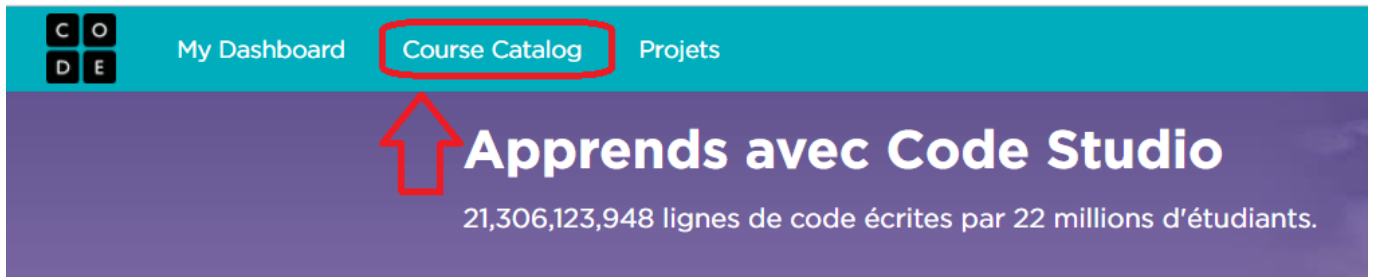 C O
D E
My Dashboard Course Catalog Projets
Apprends avec Code Studio
21,306,123,948 lignes de code écrites par 22 millions d'étudiants.